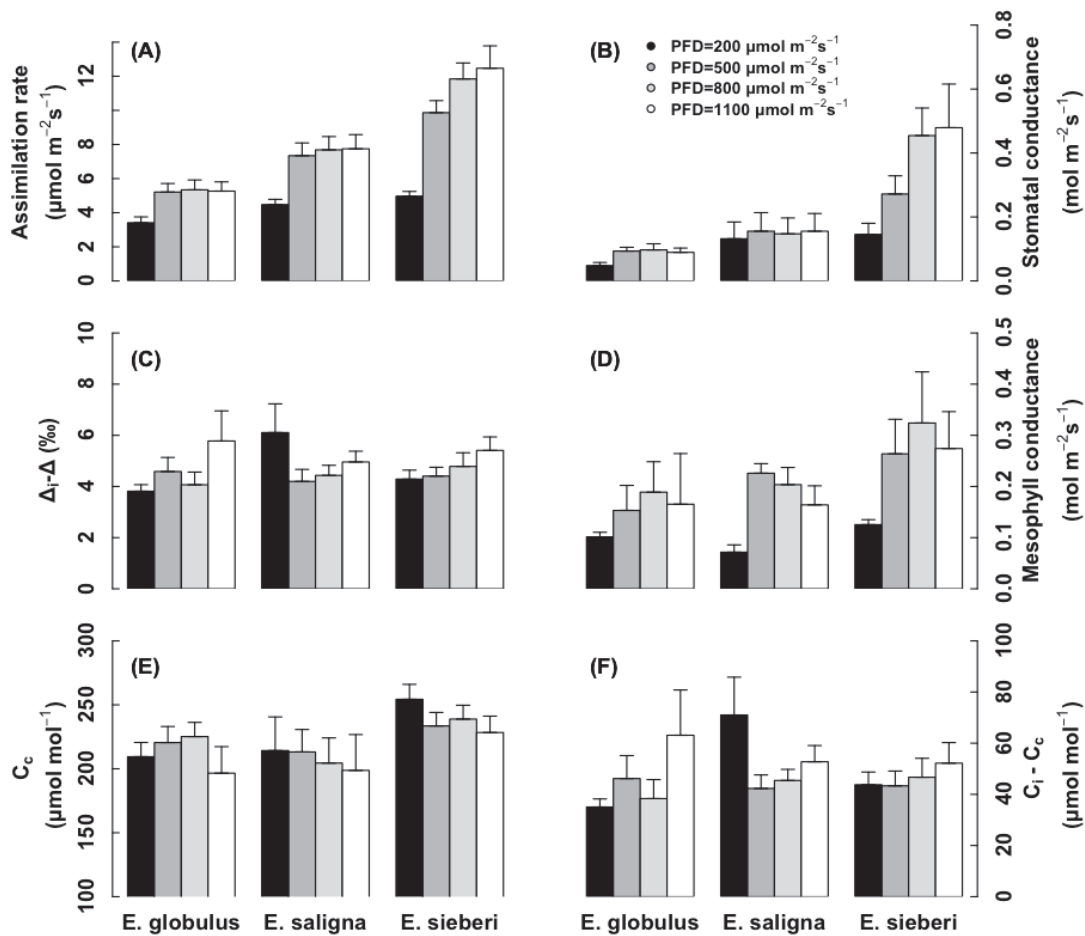 (A)
Assimilation rate
(µmol m−2s−1)
0 2 4 6 8 12
(B)
PFD=200 µmol m−2s−1
PFD=500 µmol m−2s−1
PFD=800 µmol m−2s−1
PFD=1100 µmol m−2s−1
Stomatal conductance
(mol m−2s−1)
0.0 0.2 0.4 0.6 0.8
(C)
Δi-Δ (‰)
0 2 4 6 8 10
(D)
Mesophyll conductance
(mol m−2s−1)
0.0 0.1 0.2 0.3 0.4 0.5
(E)
Cc
(µmol mol−1)
100 150 200 250 300
(F)
Ci - Cc
(µmol mol−1)
0 20 40 60 80 100
E. globulus E. saligna E. sieberi
E. globulus E. saligna E. sieberi